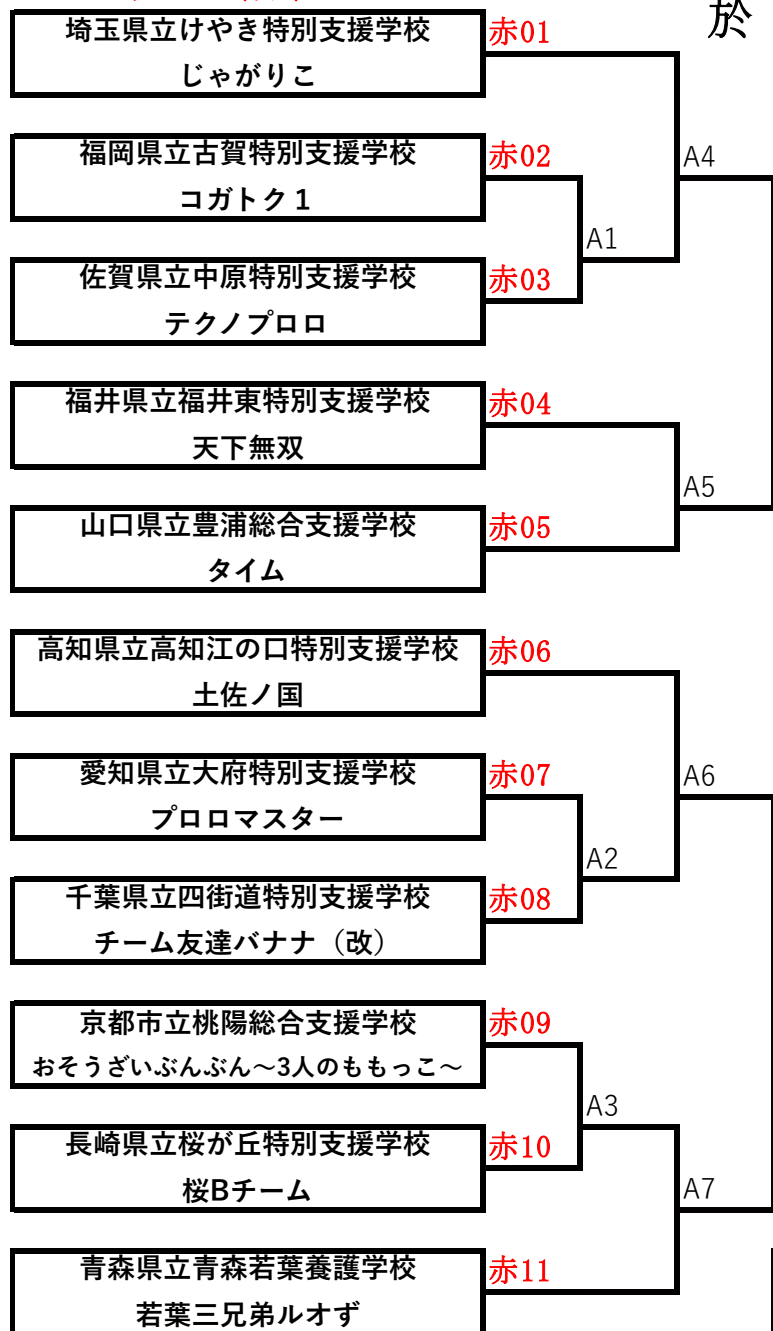 於
埼玉県立けやき特別支援学校
じゃがりこ
赤01
福岡県立古賀特別支援学校
コガトク１
赤02
A4
A1
佐賀県立中原特別支援学校
テクノプロロ
赤03
福井県立福井東特別支援学校
天下無双
赤04
A5
山口県立豊浦総合支援学校
タイム
赤05
高知県立高知江の口特別支援学校
土佐ノ国
赤06
愛知県立大府特別支援学校
プロロマスター
赤07
A6
A2
千葉県立四街道特別支援学校
チーム友達バナナ（改）
赤08
京都市立桃陽総合支援学校
おそうざいぶんぶん～3人のももっこ～
赤09
A3
長崎県立桜が丘特別支援学校
桜Bチーム
赤10
A7
青森県立青森若葉養護学校
若葉三兄弟ルオず
赤11